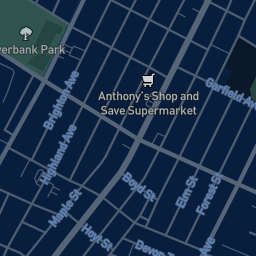 erbank Park
Anthony's Shop and
Save Supermarket
Garfield Av
Brighton Ave
Highland Ave
Maple St
Boyd St
Elm St
Forest St
Hoyt St
Devon T
Ave